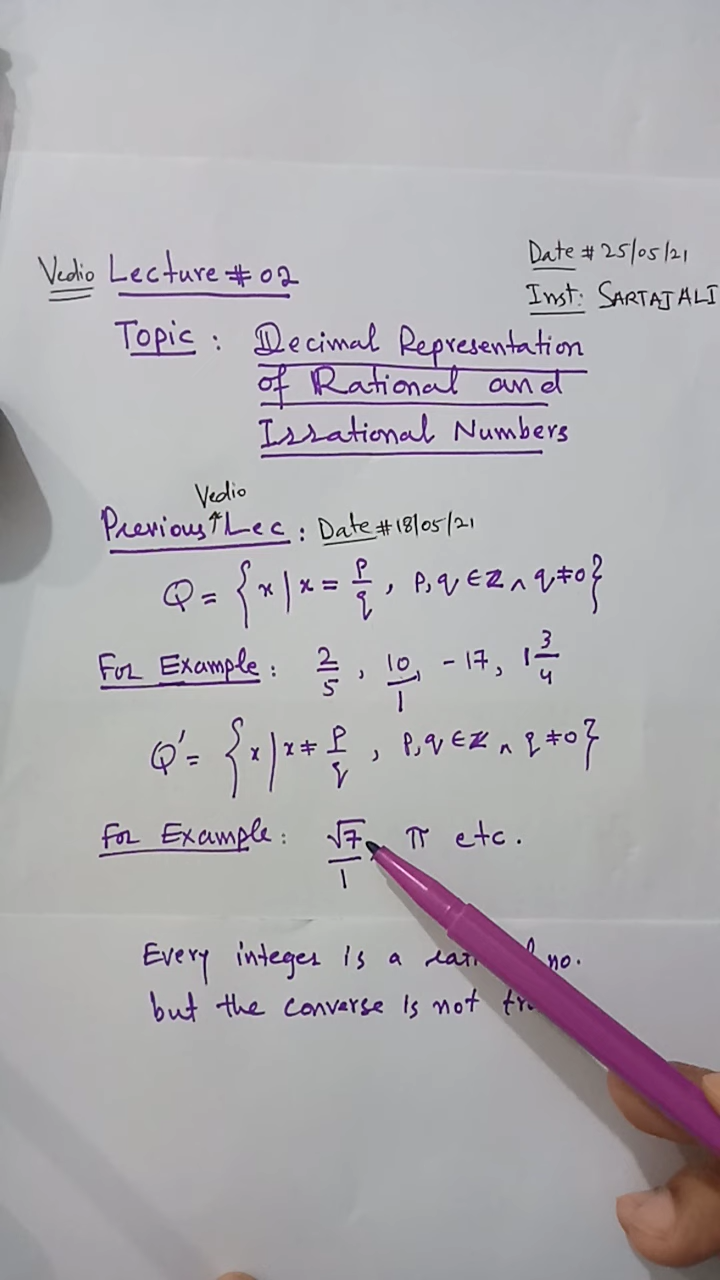 Vedio Lecture # 02
Date # 25/05/21
Inst: SARTAJ ALI
Topic: Decimal Representation
of Rational and
Irrational Numbers
Vedio
Previous ↑ Lec : Date # 18/05/21
Q = {x | x = p/q, p,q ∈ Z ∧ q ≠ 0}
For Example: 2/5, 10/1, -17, 1 3/4
Q' = {x | x ≠ p/q, p,q ∈ Z ∧ q ≠ 0}
For Example: √7/1 π etc.
Every integer is a no.
but the converse is not